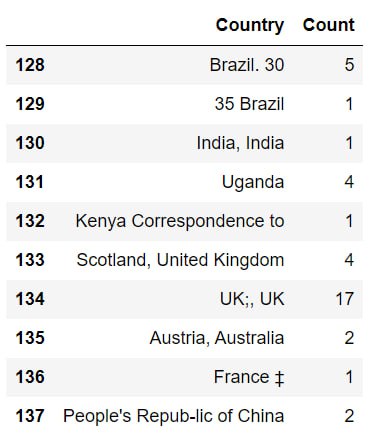 Country Count
128 Brazil. 30 5
129 35 Brazil 1
130 India, India 1
131 Uganda 4
132 Kenya Correspondence to 1
133 Scotland, United Kingdom 4
134 UK;, UK 17
135 Austria, Australia 2
136 France ‡ 1
137 People's Repub-lic of China 2